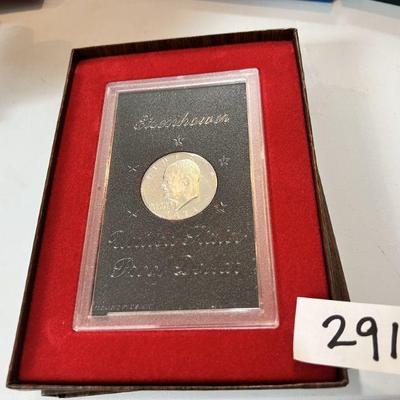 Eisenhower
United States
Proof Dollar
291